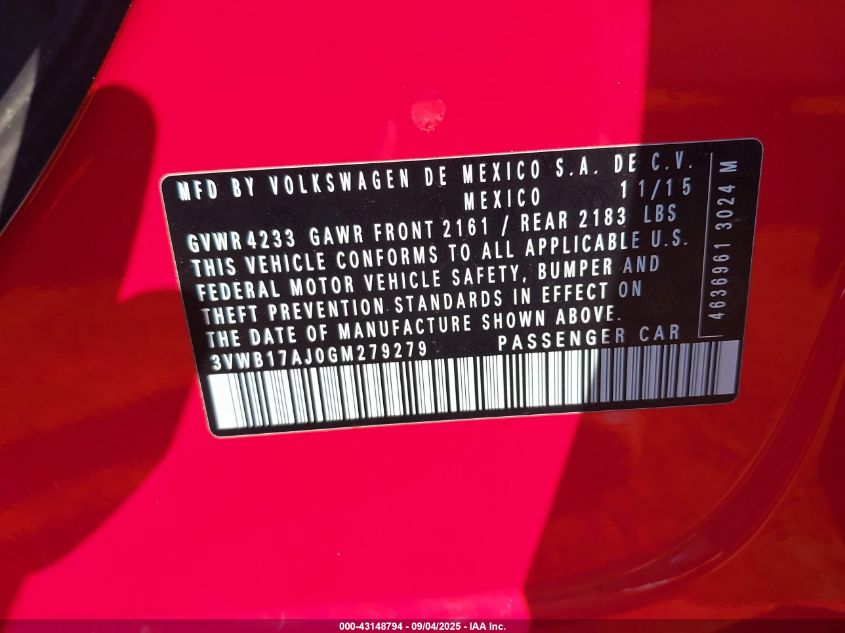 MFD BY VOLKSWAGEN DE MEXICO S.A. DE C.V.
MEXICO 11/15
GVWR 4233 GAWR FRONT 2161 / REAR 2183 LBS
THIS VEHICLE CONFORMS TO ALL APPLICABLE U.S.
FEDERAL MOTOR VEHICLE SAFETY, BUMPER AND
THEFT PREVENTION STANDARDS IN EFFECT ON
THE DATE OF MANUFACTURE SHOWN ABOVE.
3VWB17AJ0GM279279 PASSENGER CAR
4636961 3024 M
000-43148794 - 09/04/2025 - IAA Inc.